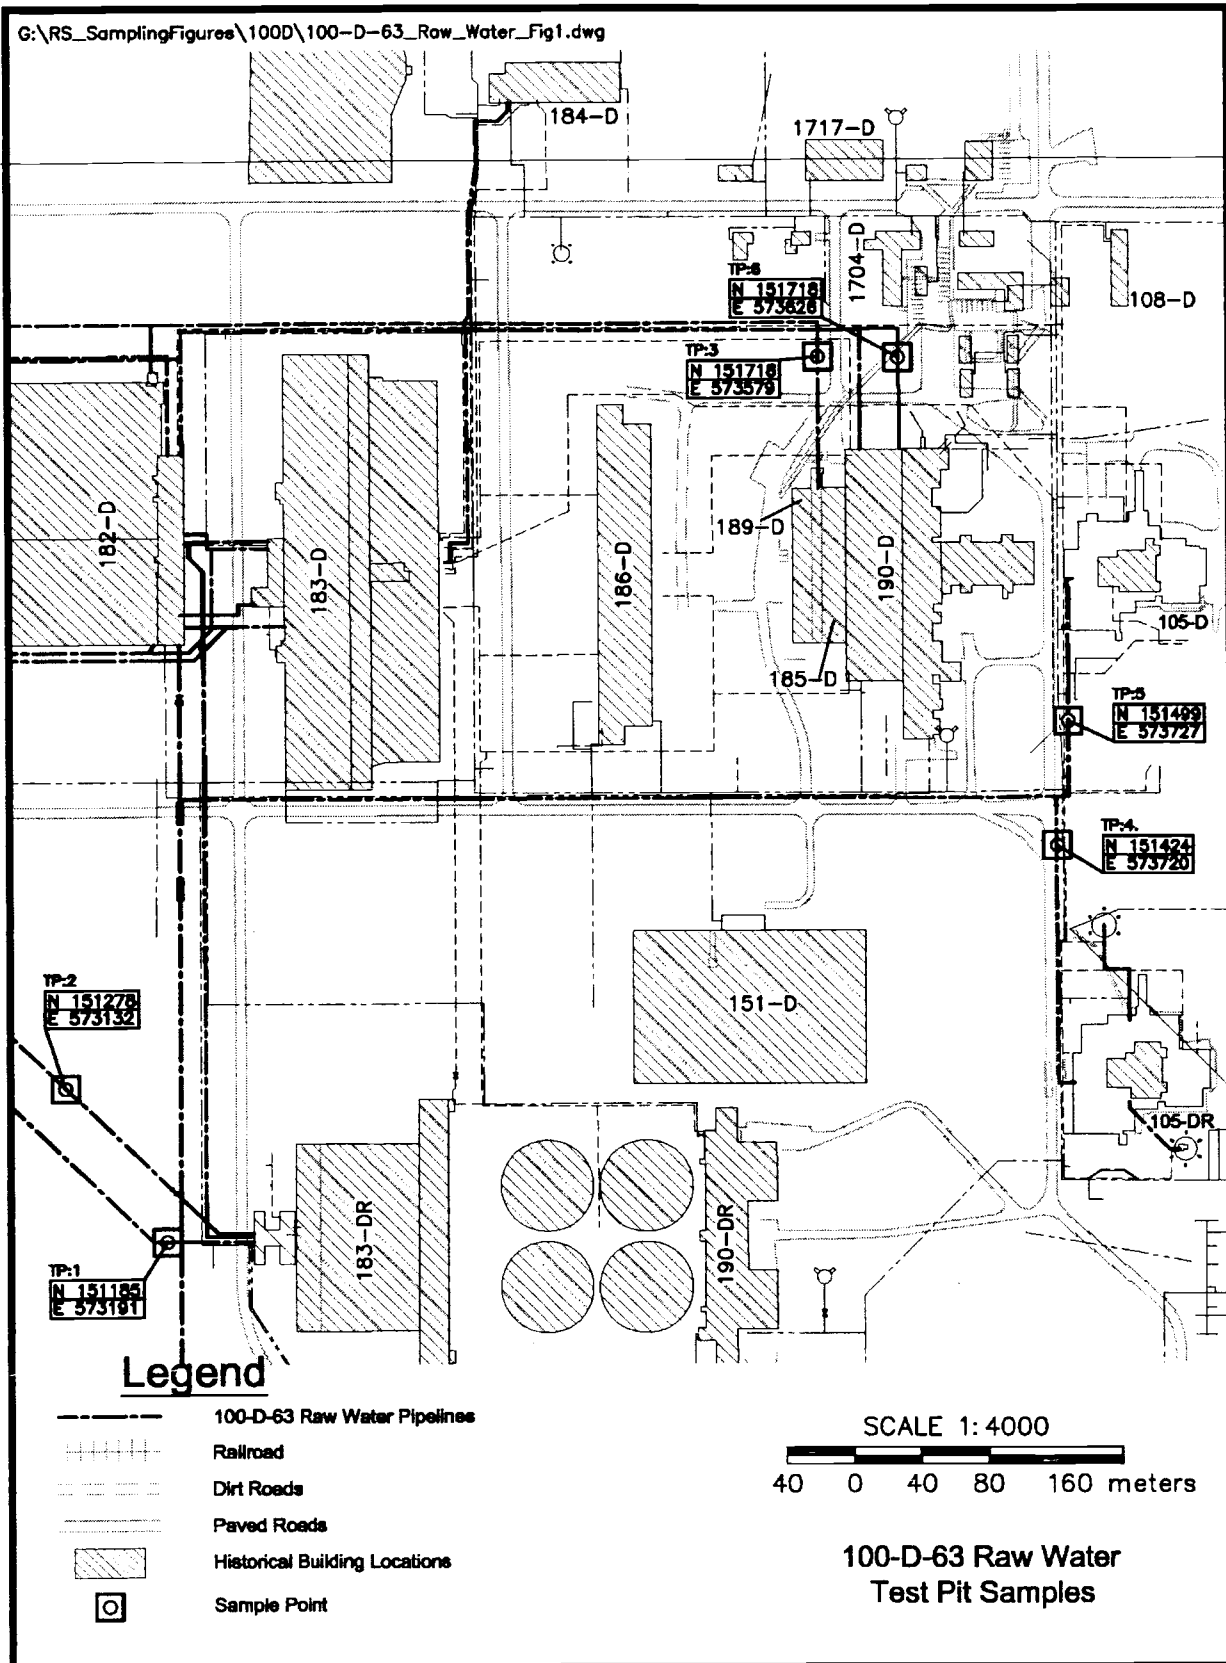 G:\RS_SamplingFigures\100D\100-D-63_Raw_Water_Fig1.dwg
184-D
1717-D
1704-D
108-D
TP:6
N 151718
E 573626
TP:3
N 151718
E 573579
182-D
183-D
186-D
189-D
190-D
185-D
105-D
TP:5
N 151499
E 573727
TP:4.
N 151424
E 573720
TP:2
N 151278
E 573132
151-D
105-DR
183-DR
190-DR
TP:1
N 151185
E 573191
Legend
100-D-63 Raw Water Pipelines
Railroad
Dirt Roads
Paved Roads
Historical Building Locations
Sample Point
SCALE 1:4000
40 0 40 80 160 meters
100-D-63 Raw Water
Test Pit Samples